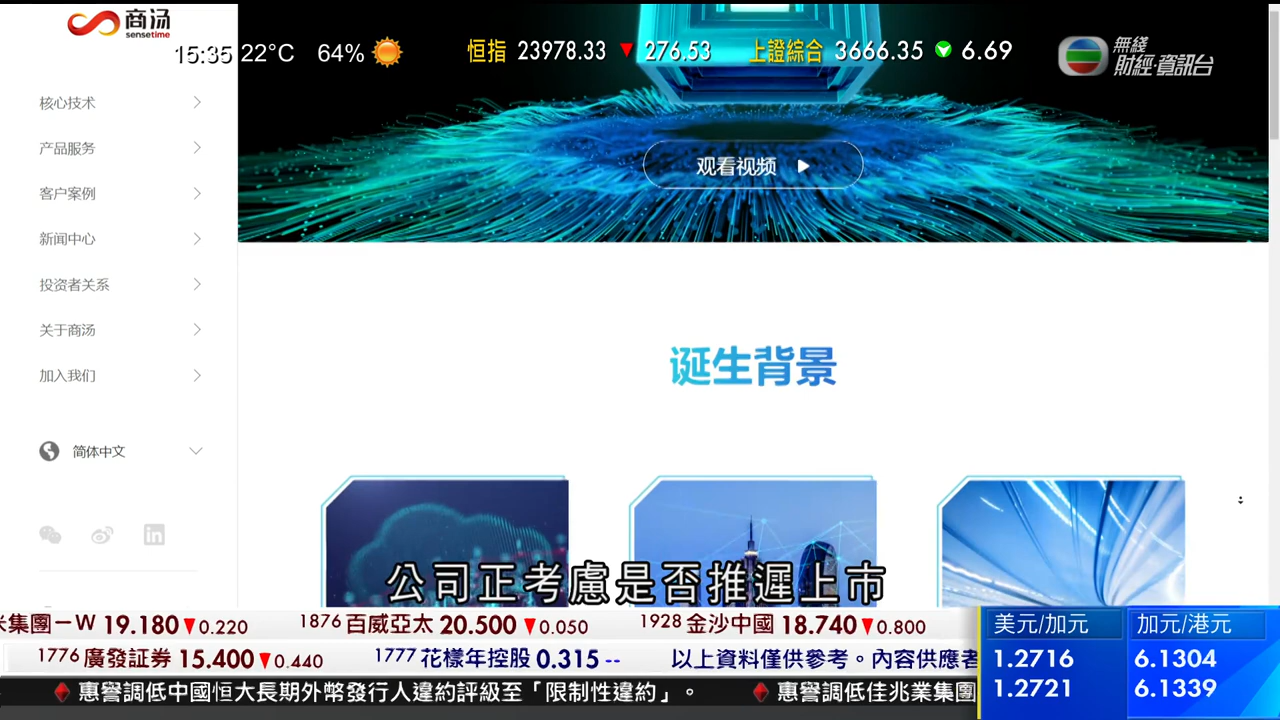 商汤
sensetime
15:35 22°C 64% 恒指 23978.33 ▼ 276.53 上證綜合 3666.35 6.69
無綫
財經·資訊台
核心技术
产品服务
客户案例
新闻中心
投资者关系
关于商汤
加入我们
简体中文
观看视频
诞生背景
公司正考慮是否推遲上市
米集團－W 19.180 ▼0.220 1876 百威亞太 20.500 ▼0.050 1928 金沙中國 18.740 ▼0.800
1776 廣發証券 15.400 ▼0.440 1777 花樣年控股 0.315 -- 以上資料僅供參考。內容供應者
惠譽調低中國恒大長期外幣發行人違約評級至「限制性違約」。 惠譽調低佳兆業集團
美元/加元 加元/港元
1.2716 6.1304
1.2721 6.1339